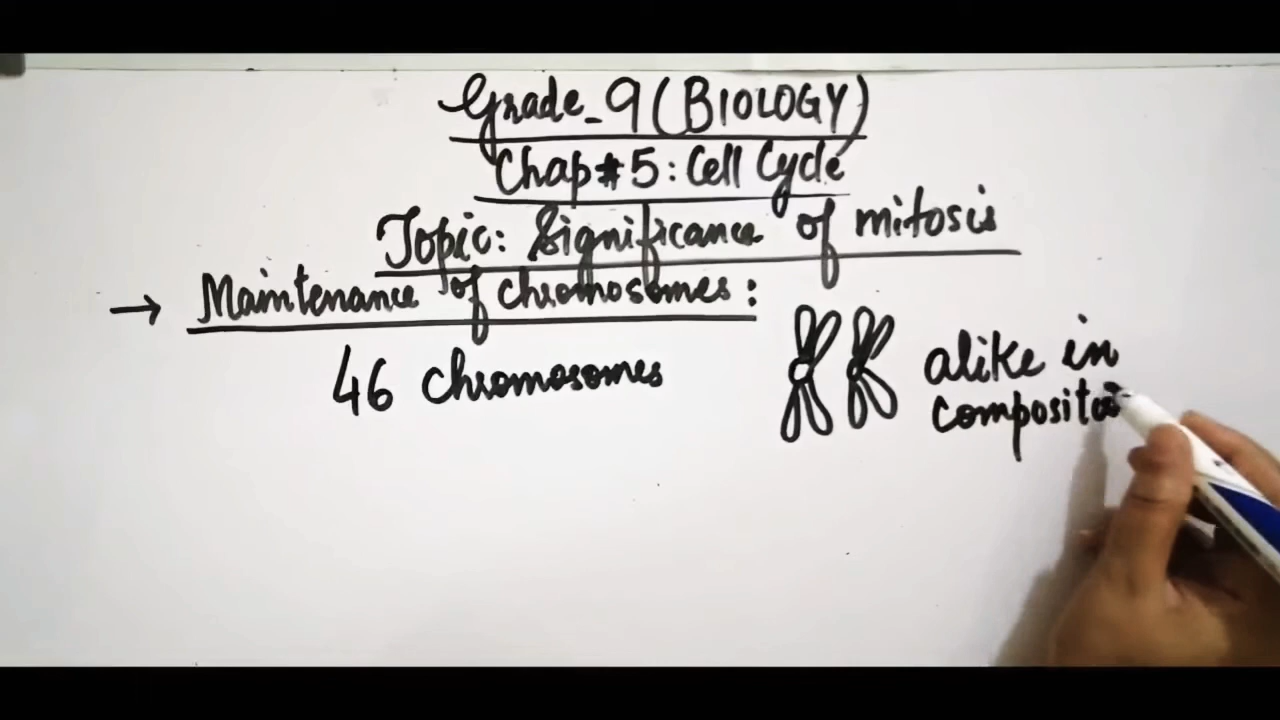 Grade_9 (BIOLOGY)
Chap#5: Cell Cycle
Topic: Significance of mitosis
→ Maintenance of chromosomes:
46 chromosomes
alike in